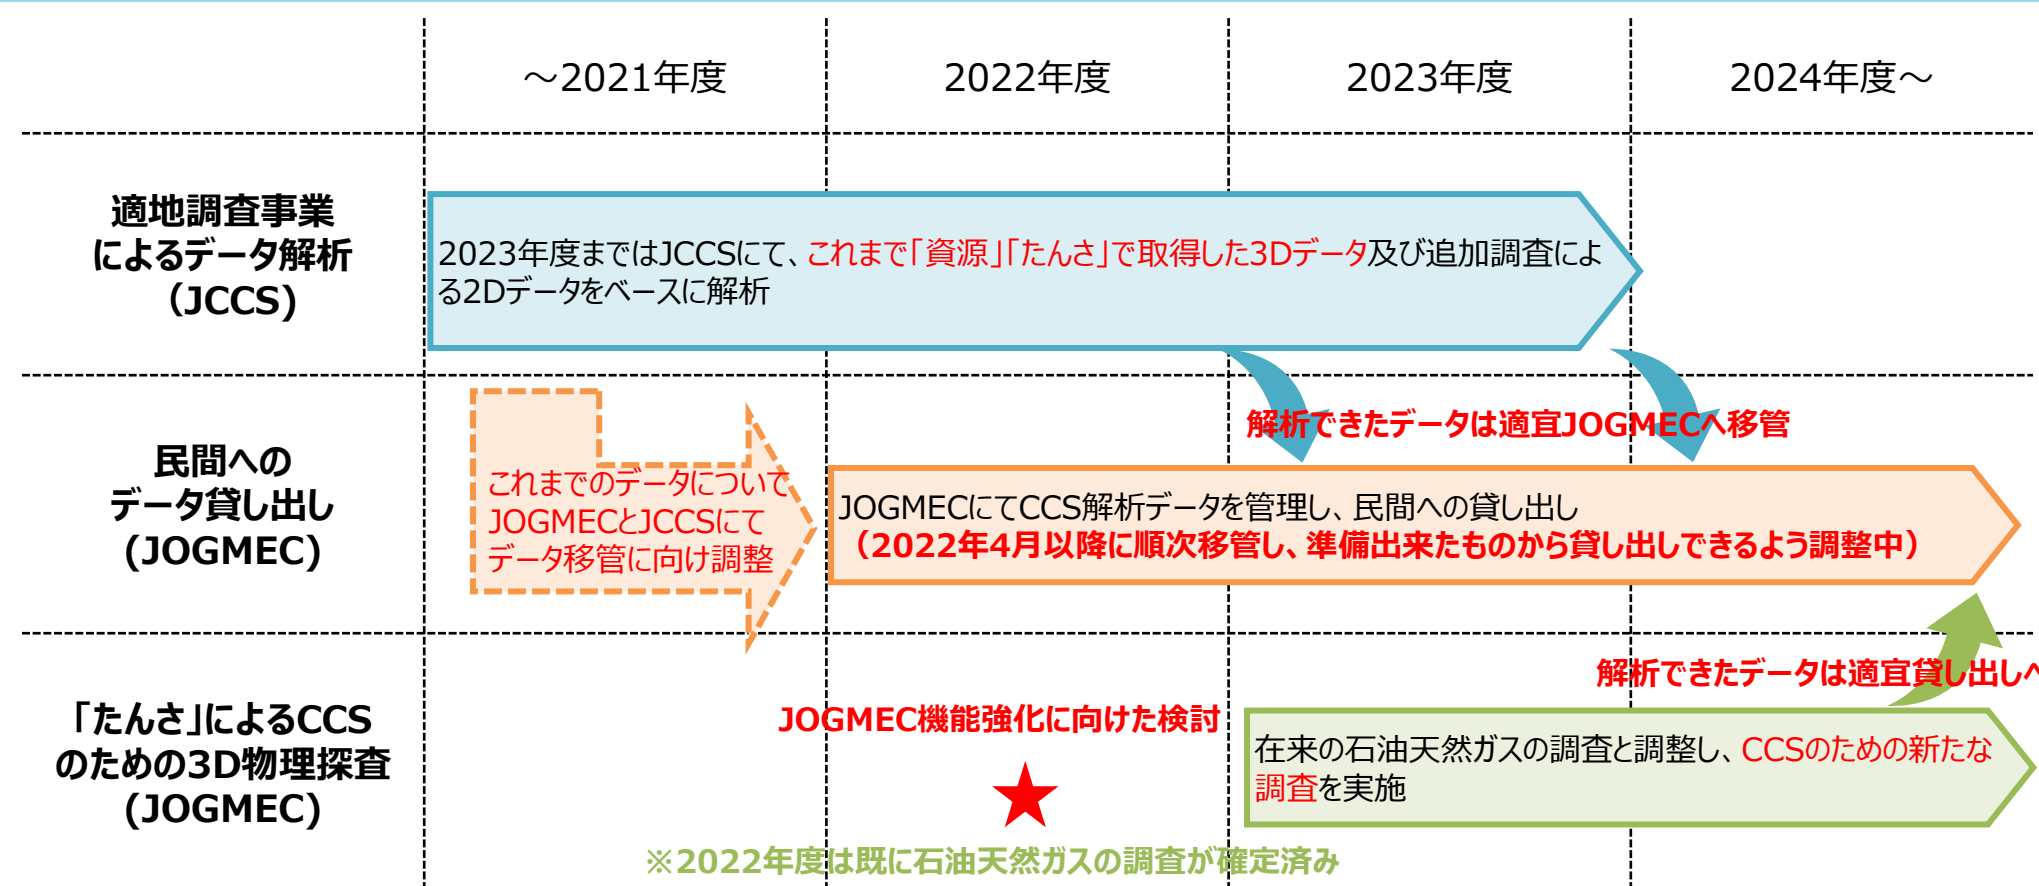 ～2021年度
2022年度
2023年度
2024年度～
適地調査事業
によるデータ解析
（JCCS)
2023年度まではJCCSにて、これまで「資源」「たんさ」で取得した3Dデータ及び追加調査によ
る2Dデータをベースに解析
解析できたデータは適宜JOGMECへ移管
民間への
データ貸し出し
(JOGMEC)
これまでのデータについて
JOGMECとJCCSにて
データ移管に向け調整
JOGMECにてCCS解析データを管理し、民間への貸し出し
（2022年4月以降に順次移管し、準備出来たものから貸し出しできるよう調整中）
解析できたデータは適宜貸し出しへ
「たんさ」によるCCS
のための3D物理探査
(JOGMEC)
JOGMEC機能強化に向けた検討
在来の石油天然ガスの調査と調整し、CCSのための新たな
調査を実施
※2022年度は既に石油天然ガスの調査が確定済み